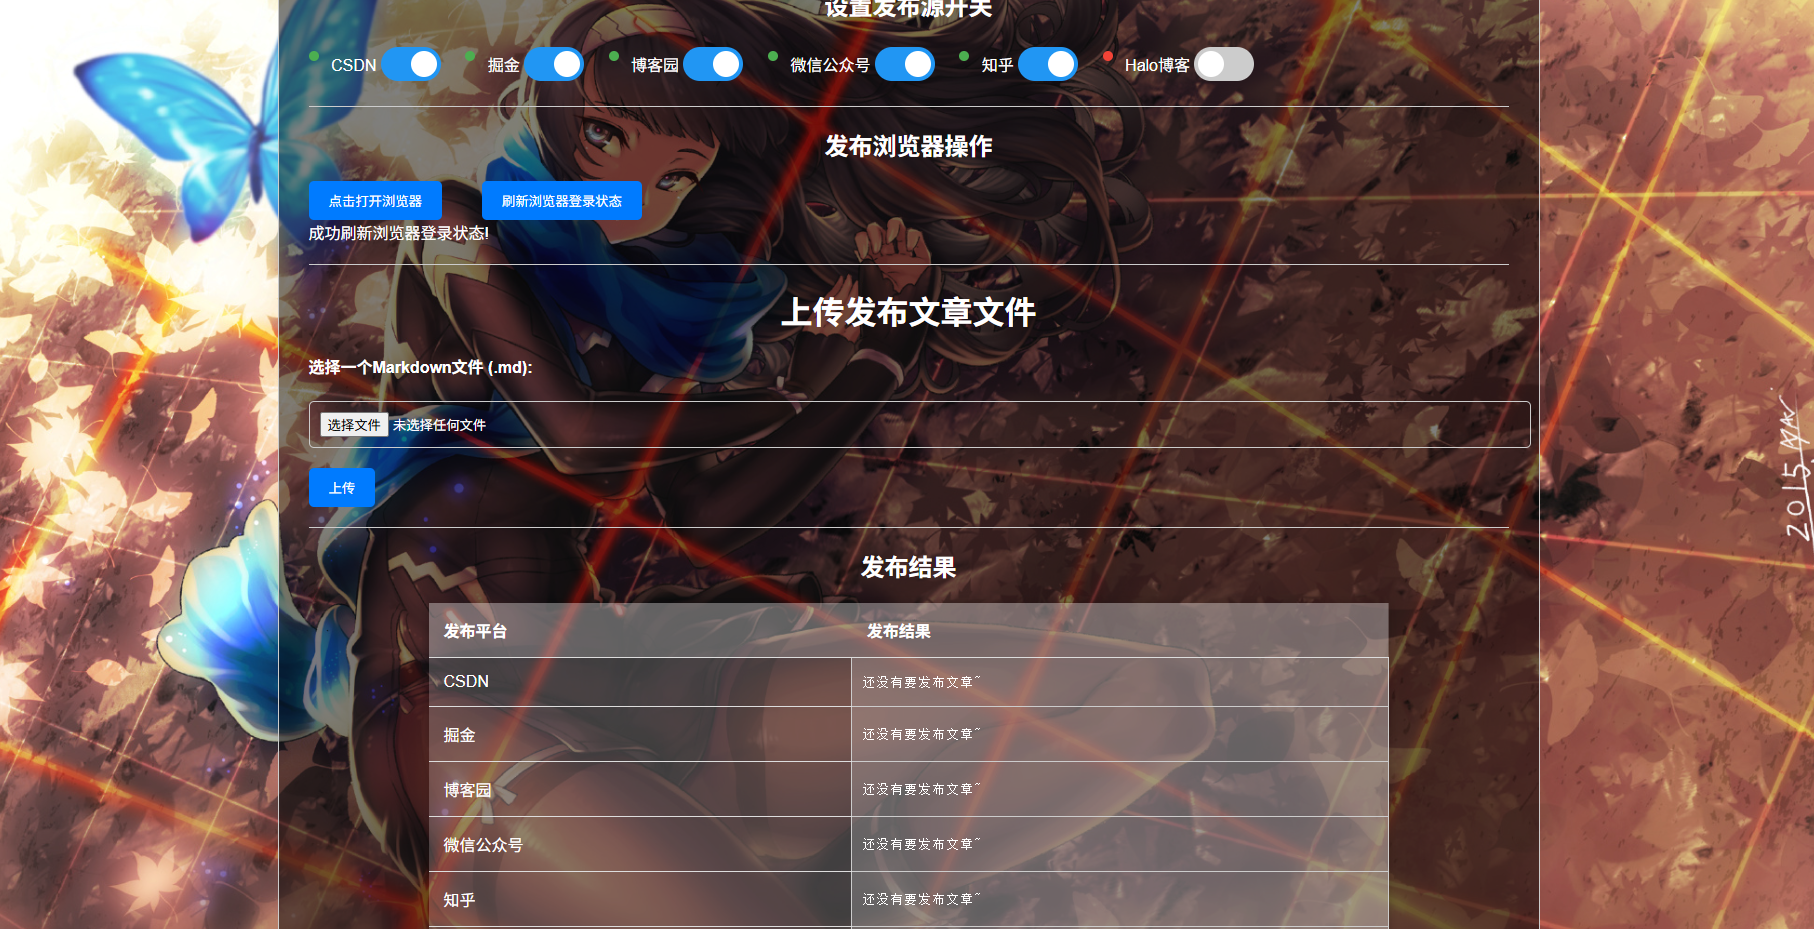 设置发布源开关
CSDN 掘金 博客园 微信公众号 知乎 Halo博客
发布浏览器操作
点击打开浏览器 刷新浏览器登录状态
成功刷新浏览器登录状态!
上传发布文章文件
选择一个Markdown文件 (.md):
选择文件 未选择任何文件
上传
发布结果
发布平台 发布结果
CSDN 还没有要发布文章~
掘金 还没有要发布文章~
博客园 还没有要发布文章~
微信公众号 还没有要发布文章~
知乎 还没有要发布文章~
2015. MAR